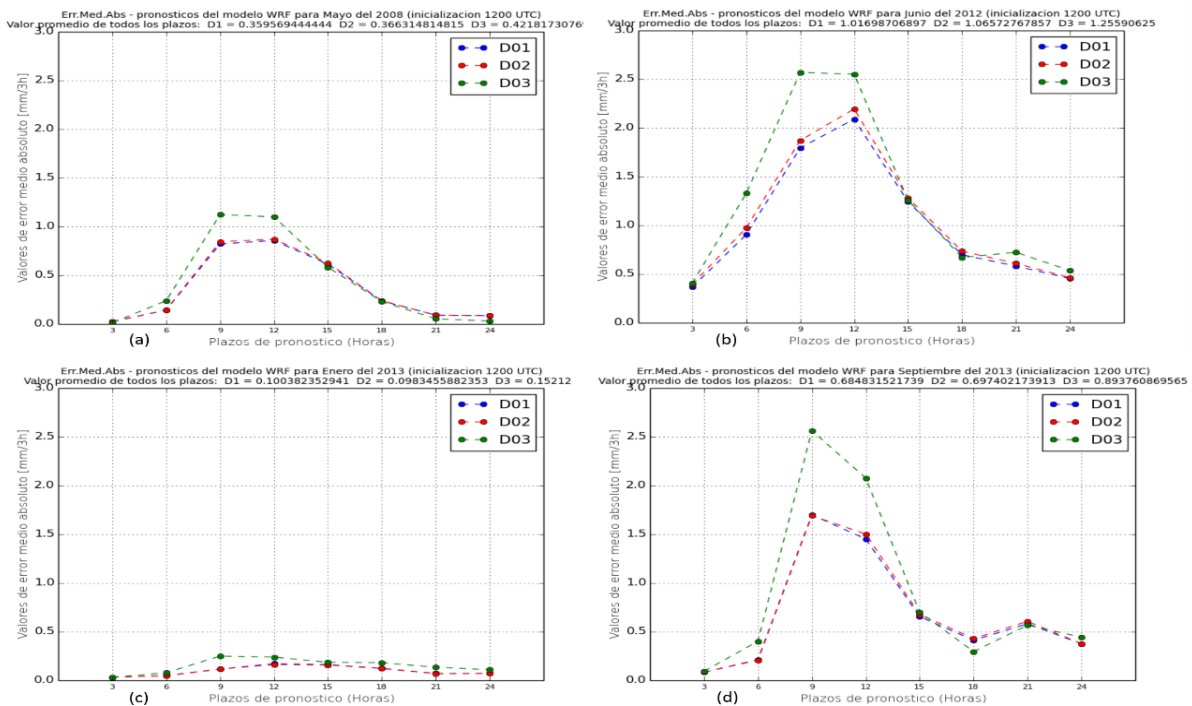 Err.Med.Abs - pronosticos del modelo WRF para Mayo del 2008 (inicializacion 1200 UTC)
Valor promedio de todos los plazos: D1 = 0.359569444444 D2 = 0.366314814815 D3 = 0.4218173076
3.0
2.5
2.0
1.5
1.0
0.5
0.0
Valores de error medio absoluto [mm/3h]
D01
D02
D03
3 6 9 12 15 18 21 24
(a) Plazos de pronostico (Horas)
Err.Med.Abs - pronosticos del modelo WRF para Junio del 2012 (inicializacion 1200 UTC)
Valor promedio de todos los plazos: D1 = 1.01698706897 D2 = 1.06572767857 D3 = 1.25590625
3.0
2.5
2.0
1.5
1.0
0.5
0.0
Valores de error medio absoluto [mm/3h]
D01
D02
D03
3 6 9 12 15 18 21 24
(b) Plazos de pronostico (Horas)
Err.Med.Abs - pronosticos del modelo WRF para Enero del 2013 (inicializacion 1200 UTC)
Valor promedio de todos los plazos: D1 = 0.100382352941 D2 = 0.0983455882353 D3 = 0.15212
3.0
2.5
2.0
1.5
1.0
0.5
0.0
Valores de error medio absoluto [mm/3h]
D01
D02
D03
3 6 9 12 15 18 21 24
(c) Plazos de pronostico (Horas)
Err.Med.Abs - pronosticos del modelo WRF para Septiembre del 2013 (inicializacion 1200 UTC)
Valor promedio de todos los plazos: D1 = 0.684831521739 D2 = 0.697402173913 D3 = 0.893760869565
3.0
2.5
2.0
1.5
1.0
0.5
0.0
Valores de error medio absoluto [mm/3h]
D01
D02
D03
3 6 9 12 15 18 21 24
(d) Plazos de pronostico (Horas)